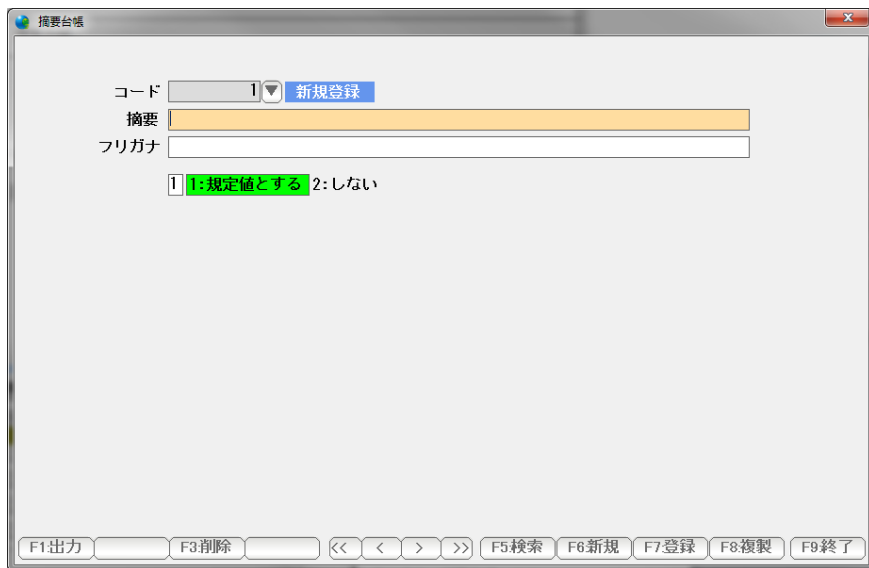 摘要台帳
コード 1 ▼ 新規登録
摘要
フリガナ
1 1:規定値とする 2:しない
F1:出力 F3:削除 << < > >> F5:検索 F6:新規 F7:登録 F8:複製 F9:終了